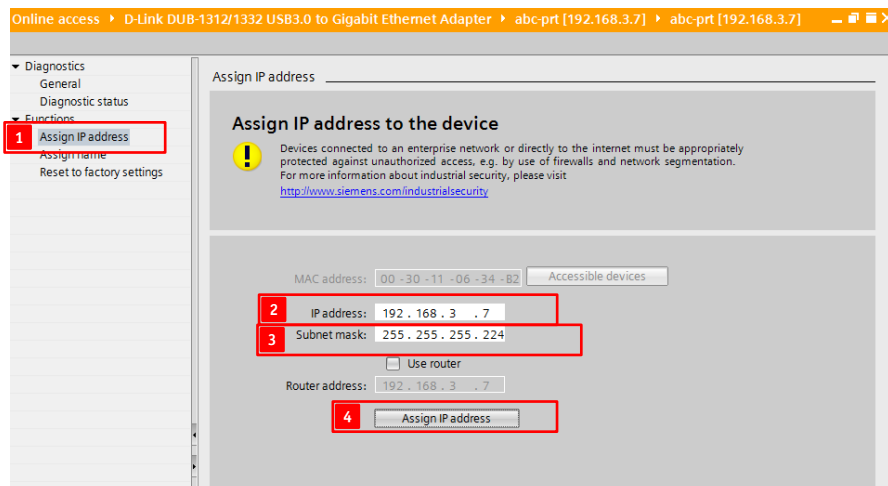 Online access ▸ D-Link DUB-1312/1332 USB3.0 to Gigabit Ethernet Adapter ▸ abc-prt [192.168.3.7] ▸ abc-prt [192.168.3.7]
Diagnostics
General
Diagnostic status
Functions
1 Assign IP address
Assign name
Reset to factory settings
Assign IP address
Assign IP address to the device
Devices connected to an enterprise network or directly to the internet must be appropriately
protected against unauthorized access, e.g. by use of firewalls and network segmentation.
For more information about industrial security, please visit
http://www.siemens.com/industrialsecurity
MAC address: 00 -30 -11 -06 -34 -B2 Accessible devices
2 IP address: 192 . 168 . 3 . 7
3 Subnet mask: 255 . 255 . 255 . 224
Use router
Router address: 192 . 168 . 3 . 7
4 Assign IP address